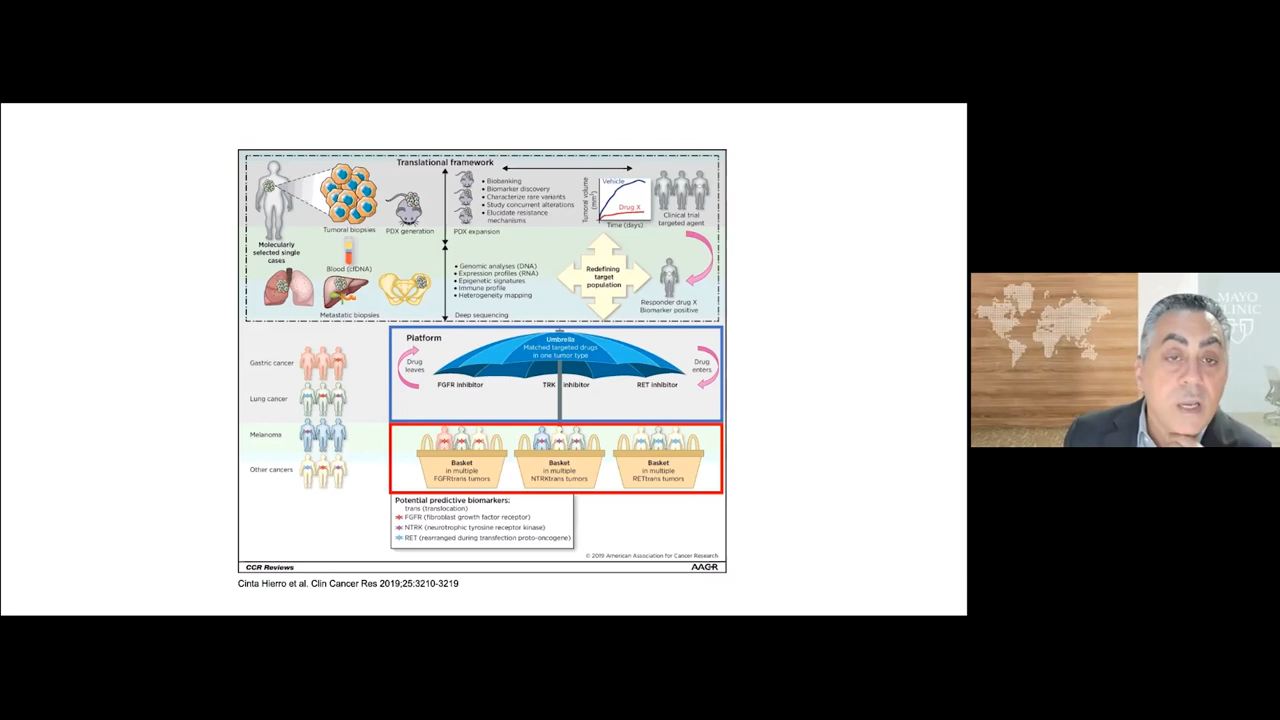 Translational framework
Molecularly
selected single
cases
Tumoral biopsies
PDX generation
PDX expansion
• Biobanking
• Biomarker discovery
• Characterize rare variants
• Study concurrent alterations
• Elucidate resistance
mechanisms
Tumoral volume
(mm³)
Vehicle
Drug X
Time (days)
Clinical trial
targeted agent
Blood (cfDNA)
Metastatic biopsies
• Genomic analyses (DNA)
• Expression profiles (RNA)
• Epigenetic signatures
• Immune profile
• Heterogeneity mapping
Deep sequencing
Redefining
target
population
Responder drug X
Biomarker positive
Gastric cancer
Lung cancer
Melanoma
Other cancers
Platform
Umbrella
Matched targeted drugs
in one tumor type
Drug
leaves
Drug
enters
FGFR inhibitor
TRK inhibitor
RET inhibitor
Basket
in multiple
FGFRtrans tumors
Basket
in multiple
NTRKtrans tumors
Basket
in multiple
RETtrans tumors
Potential predictive biomarkers:
trans (translocation)
FGFR (fibroblast growth factor receptor)
NTRK (neurotrophic tyrosine receptor kinase)
RET (rearranged during transfection proto-oncogene)
© 2019 American Association for Cancer Research
CCR Reviews
AACR
Cinta Hierro et al. Clin Cancer Res 2019;25:3210-3219
MAYO
CLINIC